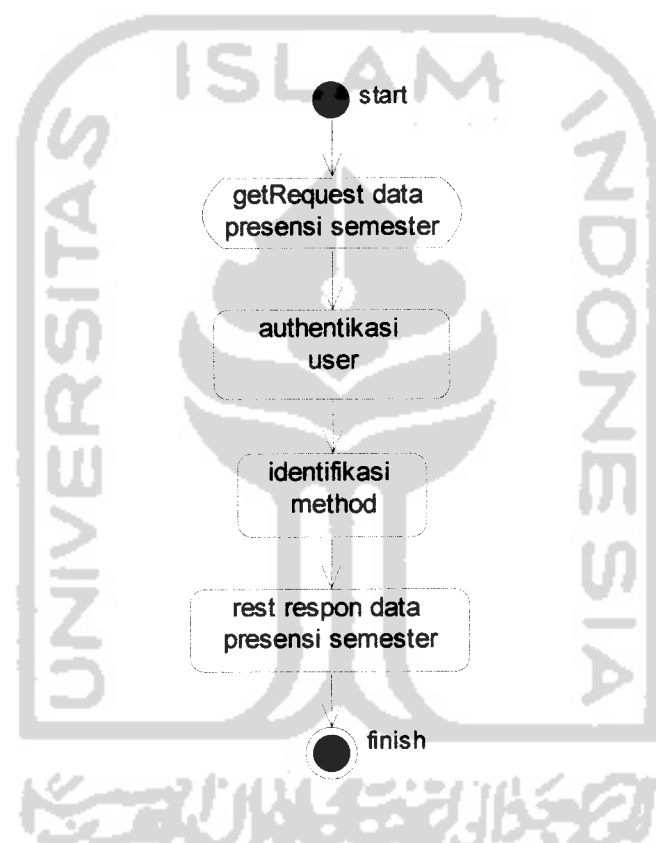 ISLAM
UNIVERSITAS
INDONESIA
start
getRequest data
presensi semester
authentikasi
user
identifikasi
method
rest respon data
presensi semester
finish